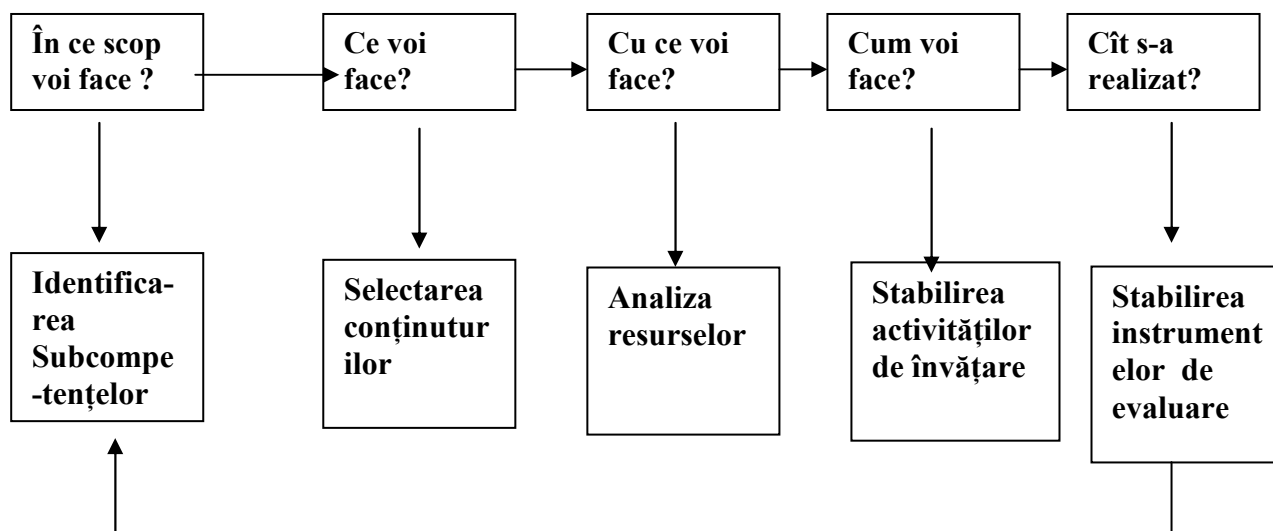 În ce scop
voi face ?
Ce voi
face?
Cu ce voi
face?
Cum voi
face?
Cît s-a
realizat?
Identifica-
rea
Subcompe
-tențelor
Selectarea
conținutur
ilor
Analiza
resurselor
Stabilirea
activităților
de învățare
Stabilirea
instrument
elor de
evaluare